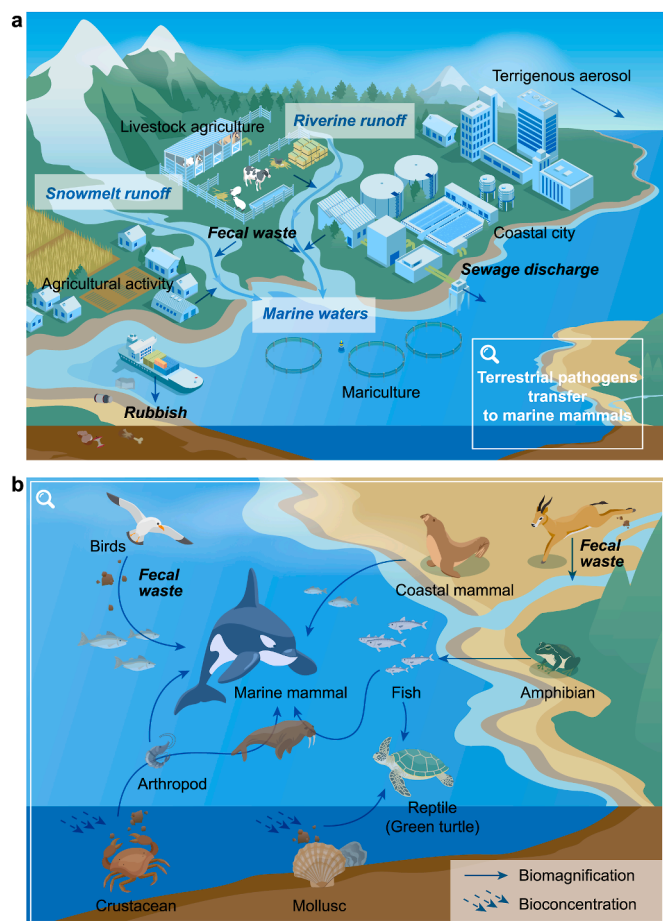 a
Terrigenous aerosol
Livestock agriculture
Riverine runoff
Snowmelt runoff
Fecal waste
Coastal city
Sewage discharge
Agricultural activity
Marine waters
Mariculture
Rubbish
Terrestrial pathogens
transfer
to marine mammals
b
Birds
Fecal
waste
Coastal mammal
Fecal
waste
Marine mammal
Fish
Amphibian
Arthropod
Reptile
(Green turtle)
Crustacean
Mollusc
Biomagnification
Bioconcentration